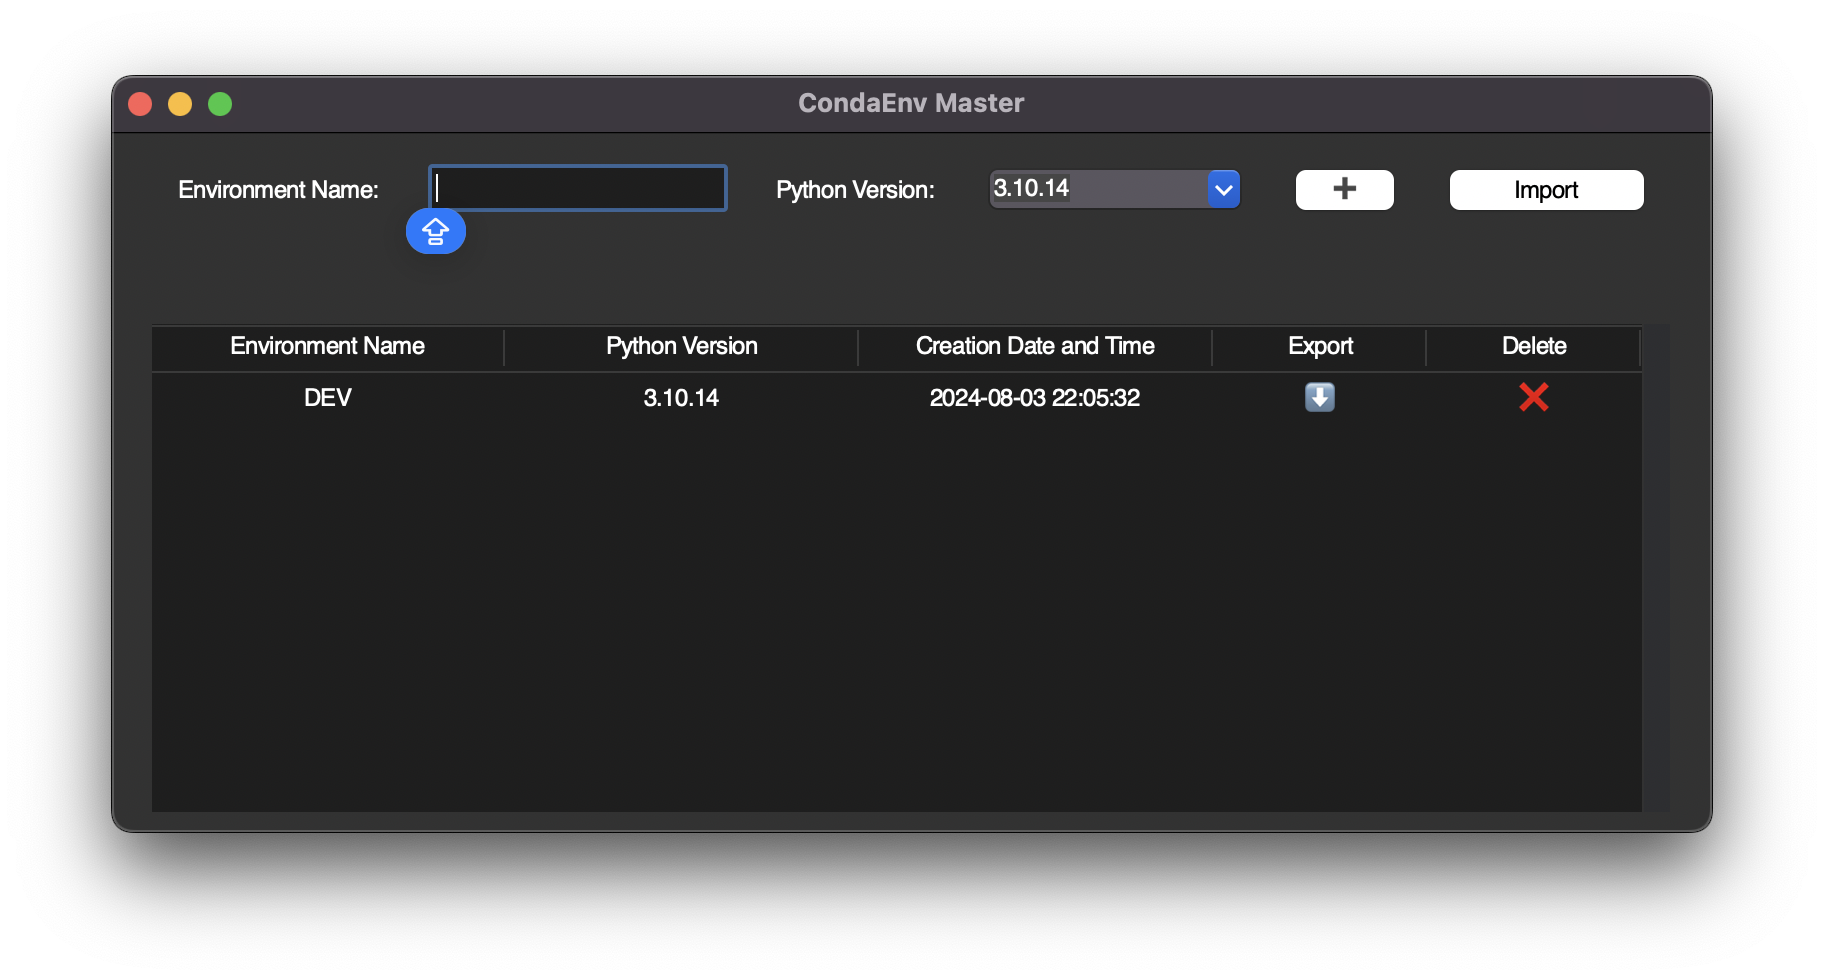 CondaEnv Master
Environment Name: Python Version: 3.10.14 + Import
Environment Name Python Version Creation Date and Time Export Delete
DEV 3.10.14 2024-08-03 22:05:32